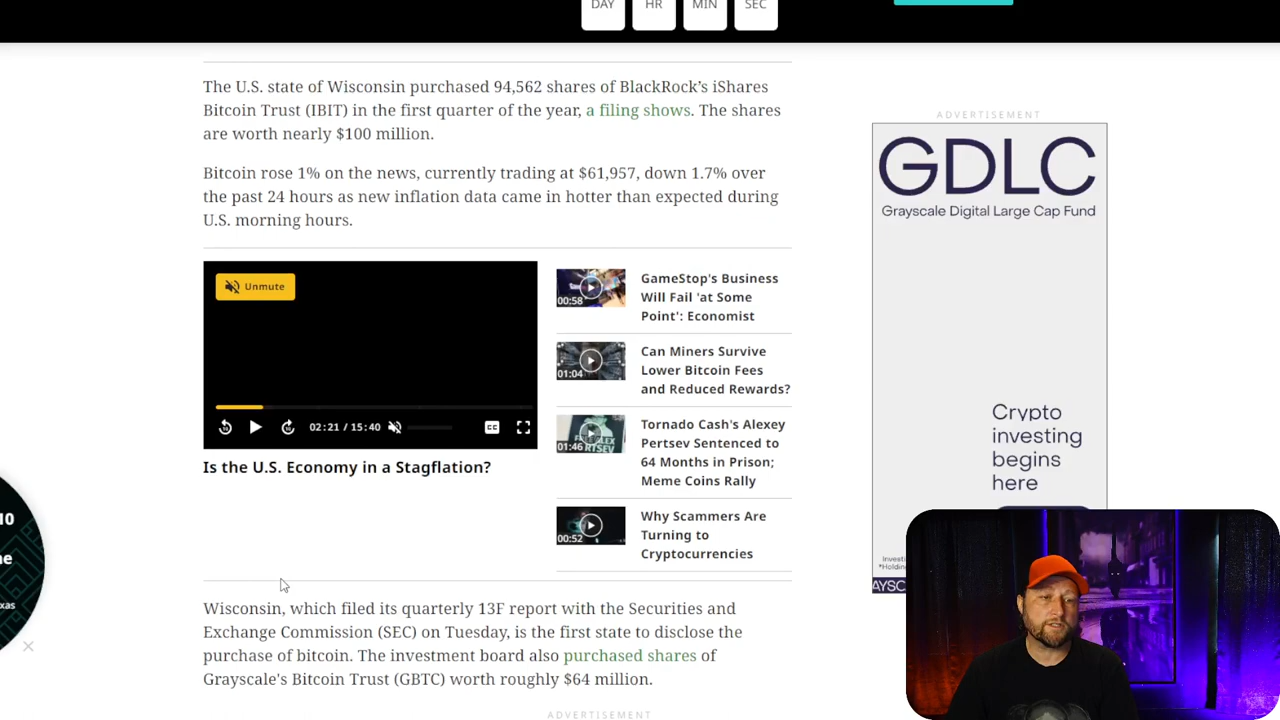 DAY HR MIN SEC
The U.S. state of Wisconsin purchased 94,562 shares of BlackRock’s iShares
Bitcoin Trust (IBIT) in the first quarter of the year, a filing shows. The shares
are worth nearly $100 million.
Bitcoin rose 1% on the news, currently trading at $61,957, down 1.7% over
the past 24 hours as new inflation data came in hotter than expected during
U.S. morning hours.
Unmute
02:21 / 15:40
CC
Is the U.S. Economy in a Stagflation?
00:58
GameStop's Business
Will Fail 'at Some
Point': Economist
01:04
Can Miners Survive
Lower Bitcoin Fees
and Reduced Rewards?
01:46
Tornado Cash's Alexey
Pertsev Sentenced to
64 Months in Prison;
Meme Coins Rally
00:52
Why Scammers Are
Turning to
Cryptocurrencies
Wisconsin, which filed its quarterly 13F report with the Securities and
Exchange Commission (SEC) on Tuesday, is the first state to disclose the
purchase of bitcoin. The investment board also purchased shares of
Grayscale's Bitcoin Trust (GBTC) worth roughly $64 million.
ADVERTISEMENT
ADVERTISEMENT
GDLC
Grayscale Digital Large Cap Fund
Crypto
investing
begins
here
10